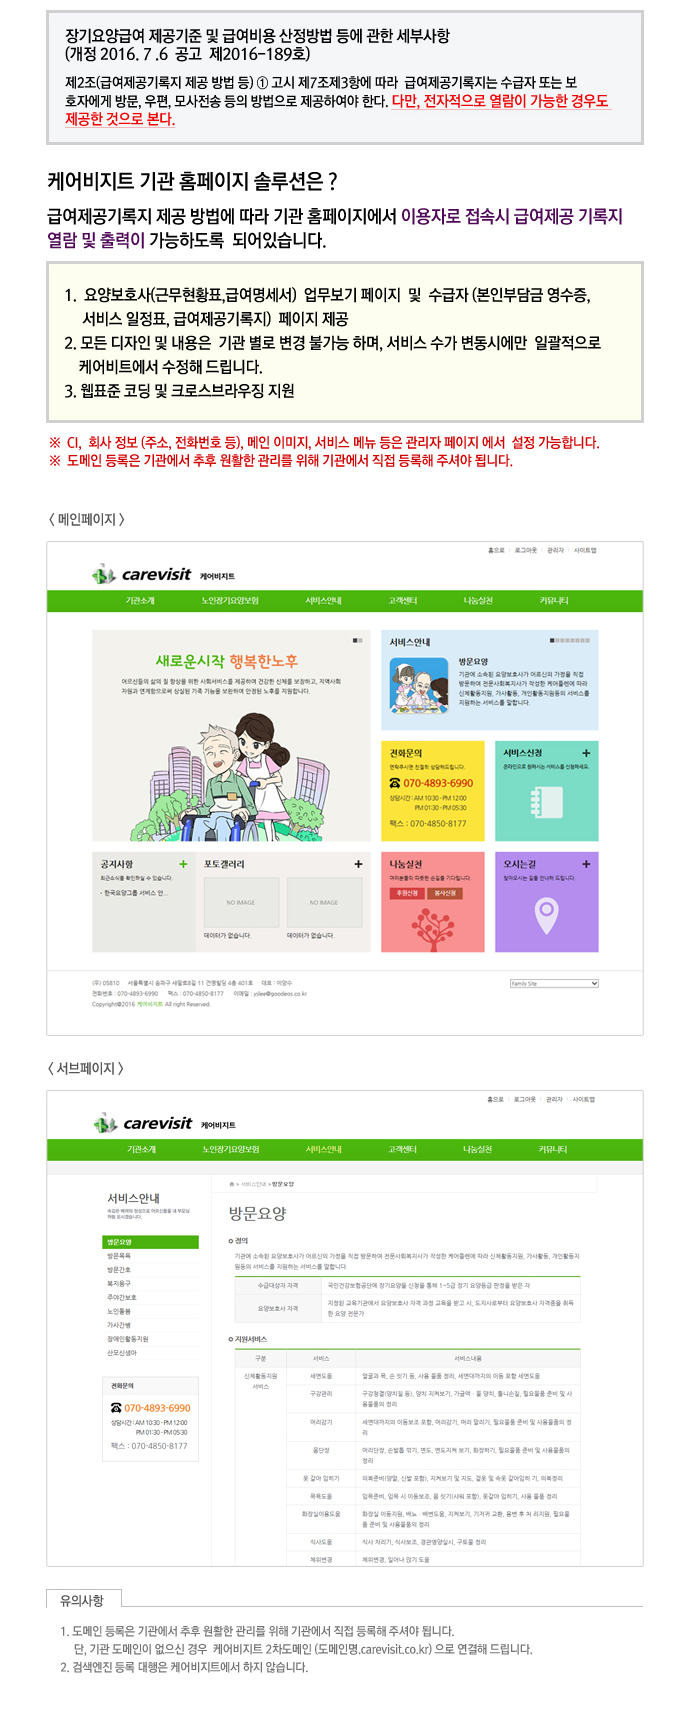 장기요양급여 제공기준 및 급여비용 산정방법 등에 관한 세부사항
(개정 2016. 7 .6 공고 제2016-189호)
제2조(급여제공기록지 제공 방법 등) ① 고시 제7조제3항에 따라 급여제공기록지는 수급자 또는 보
호자에게 방문, 우편, 모사전송 등의 방법으로 제공하여야 한다. 다만, 전자적으로 열람이 가능한 경우도
제공한 것으로 본다.
케어비지트 기관 홈페이지 솔루션은 ?
급여제공기록지 제공 방법에 따라 기관 홈페이지에서 이용자로 접속시 급여제공 기록지
열람 및 출력이 가능하도록 되어있습니다.
1. 요양보호사(근무현황표,급여명세서) 업무보기 페이지 및 수급자 (본인부담금 영수증,
서비스 일정표, 급여제공기록지) 페이지 제공
2. 모든 디자인 및 내용은 기관 별로 변경 불가능 하며, 서비스 수가 변동시에만 일괄적으로
케어비트에서 수정해 드립니다.
3. 웹표준 코딩 및 크로스브라우징 지원
※ CI, 회사 정보 (주소, 전화번호 등), 메인 이미지, 서비스 메뉴 등은 관리자 페이지 에서 설정 가능합니다.
※ 도메인 등록은 기관에서 추후 원활한 관리를 위해 기관에서 직접 등록해 주셔야 됩니다.
< 메인페이지 >
홈으로 로그아웃 관리자 사이트맵
carevisit 케어비지트
기관소개 노인장기요양보험 서비스안내 고객센터 나눔실천 커뮤니티
새로운시작 행복한노후
어르신들의 삶의 질 향상을 위한 사회서비스를 제공하여 건강한 신체를 보장하고, 지역사회
자원과 연계함으로써 상실된 가족 기능을 보완하여 안정된 노후를 지원합니다.
서비스안내
방문요양
기관에 소속된 요양보호사가 어르신의 가정을 직접
방문하여 전문사회복지사가 작성한 케어플랜에 따라
신체활동지원, 가사활동, 개인활동지원등의 서비스를
지원하는 서비스를 말합니다.
전화문의
연락주시면 친절히 상담해드립니다.
070-4893-6990
상담시간 : AM 10:30 - PM 12:00
PM 01:30 - PM 05:30
팩스 : 070-4850-8177
서비스신청 +
온라인으로 원하시는 서비스를 신청하세요.
공지사항 +
최근소식을 확인하실 수 있습니다.
· 한국요양그룹 서비스 안...
포토갤러리 +
NO IMAGE NO IMAGE
데이터가 없습니다. 데이터가 없습니다.
나눔실천
여러분들의 따뜻한 손길을 기다립니다.
후원신청 봉사신청
오시는길 +
찾아오시는 길을 안내해 드립니다.
(우) 05810 서울특별시 송파구 새말로8길 11 건영빌딩 4층 401호 대표 : 이양수
전화번호 : 070-4893-6990 팩스 : 070-4850-8177 이메일 : yslee@goodeos.co.kr
Copyright@2016 케어비지트 All right Reserved.
Family Site
< 서브페이지 >
홈으로 로그아웃 관리자 사이트맵
carevisit 케어비지트
기관소개 노인장기요양보험 서비스안내 고객센터 나눔실천 커뮤니티
서비스안내
> 서비스안내 > 방문요양
방문요양
방문요양
방문목욕
방문간호
복지용구
주야간보호
노인돌봄
가사간병
장애인활동지원
산모신생아
전화문의
070-4893-6990
상담시간 : AM 10:30 - PM 12:00
PM 01:30 - PM 05:30
팩스 : 070-4850-8177
정의
기관에 소속된 요양보호사가 어르신의 가정을 직접 방문하여 전문사회복지사가 작성한 케어플랜에 따라 신체활동지원, 가사활동, 개인활동지
원등의 서비스를 지원하는 서비스를 말합니다.
수급대상자 자격 국민건강보험공단에 장기요양을 신청을 통해 1~5급 장기 요양등급 판정을 받은 자
요양보호사 자격 지정된 교육기관에서 요양보호사 자격 과정 교육을 받고 시, 도지사로부터 요양보호사 자격증을 취득
한 요양 전문가
지원서비스
구분 서비스 서비스내용
신체활동지원
서비스
세면도움 얼굴과 목, 손 씻기 등, 사용 물품 정리, 세면대까지의 이동 포함 세면도움
구강관리 구강청결(양치질 등), 양치 지켜보기, 가글액 · 물 양치, 틀니손질, 필요물품 준비 및 사
용물품의 정리
머리감기 세면대까지의 이동보조 포함, 머리감기, 머리 말리기, 필요물품 준비 및 사용물품의 정
리
몸단장 머리단장, 손발톱 깎기, 면도, 면도지켜 보기, 화장하기, 필요물품 준비 및 사용물품의
정리
옷 갈아 입히기 의복준비(양말, 신발 포함), 지켜보기 및 지도, 겉옷 및 속옷 갈아입히 기, 의복정리
목욕도움 입욕준비, 입욕 시 이동보조, 몸 씻기(샤워 포함), 옷갈아 입히기, 사용 물품 정리
화장실이용도움 화장실 이동지원, 배뇨 · 배변도움, 지켜보기, 기저귀 교환, 용변 후 처 리지원, 필요물
품 준비 및 사용물품의 정리
식사도움 식사 차리기, 식사보조, 경관영양실시, 구토물 정리
체위변경 체위변경, 일어나 앉기 도움
유의사항
1. 도메인 등록은 기관에서 추후 원활한 관리를 위해 기관에서 직접 등록해 주셔야 됩니다.
단, 기관 도메인이 없으신 경우 케어비지트 2차도메인 (도메인명.carevisit.co.kr) 으로 연결해 드립니다.
2. 검색엔진 등록 대행은 케어비지트에서 하지 않습니다.